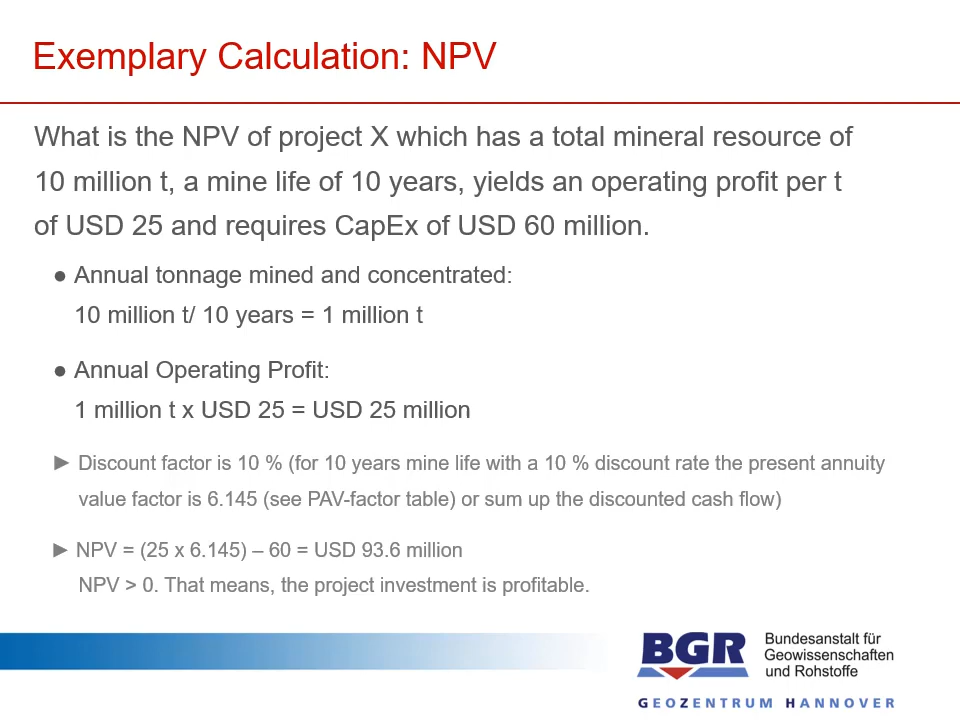 Exemplary Calculation: NPV
What is the NPV of project X which has a total mineral resource of
10 million t, a mine life of 10 years, yields an operating profit per t
of USD 25 and requires CapEx of USD 60 million.
● Annual tonnage mined and concentrated:
10 million t/ 10 years = 1 million t
● Annual Operating Profit:
1 million t x USD 25 = USD 25 million
► Discount factor is 10 % (for 10 years mine life with a 10 % discount rate the present annuity
value factor is 6.145 (see PAV-factor table) or sum up the discounted cash flow)
► NPV = (25 x 6.145) – 60 = USD 93.6 million
NPV > 0. That means, the project investment is profitable.
BGR
Bundesanstalt für
Geowissenschaften
und Rohstoffe
GEOZENTRUM HANNOVER